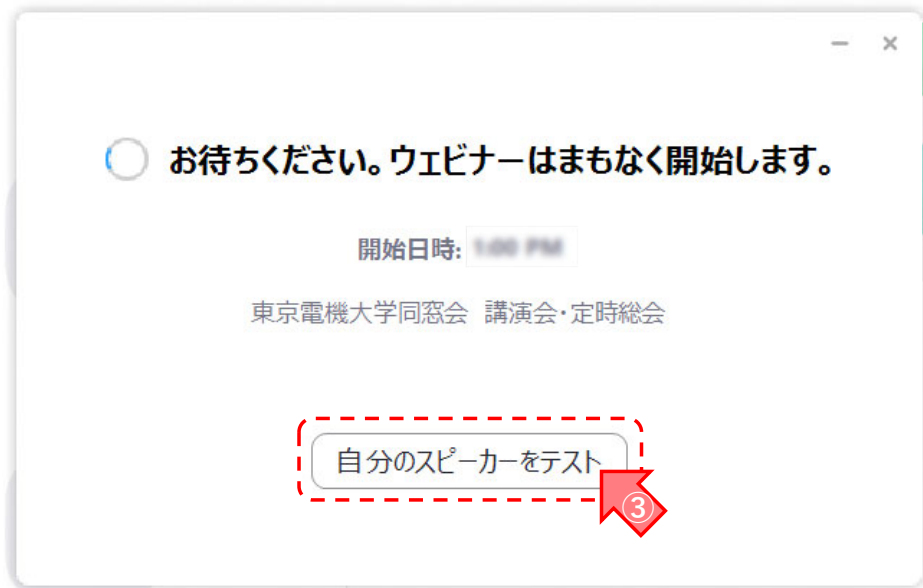 お待ちください。ウェビナーはまもなく開始します。
開始日時:
東京電機大学同窓会 講演会・定時総会
自分のスピーカーをテスト
③